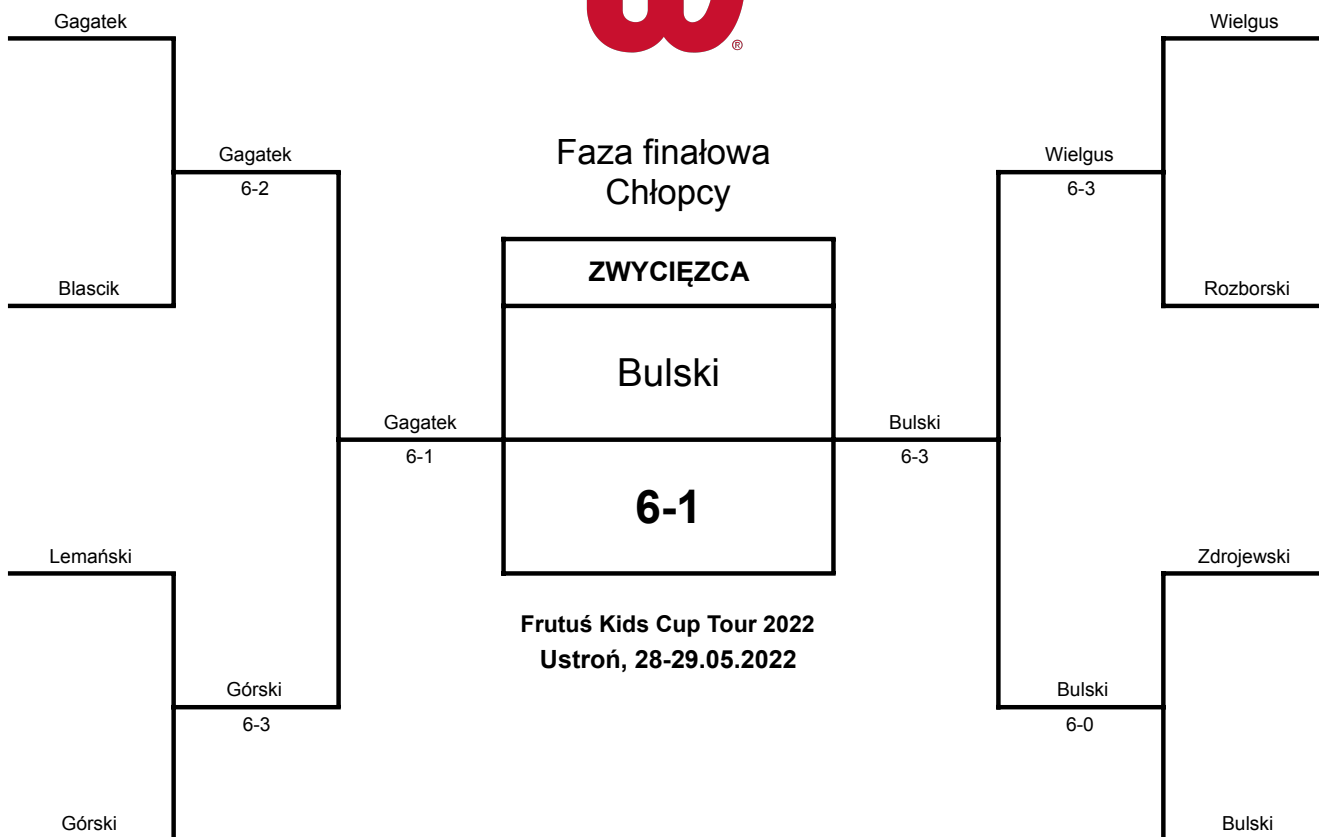 Gagatek
Wielgus
®
Gagatek
6-2
Faza finałowa
Chłopcy
Wielgus
6-3
ZWYCIĘZCA
Blascik
Rozborski
Bulski
Gagatek
6-1
Bulski
6-3
6-1
Lemański
Zdrojewski
Frutuś Kids Cup Tour 2022
Ustroń, 28-29.05.2022
Górski
6-3
Bulski
6-0
Górski
Bulski